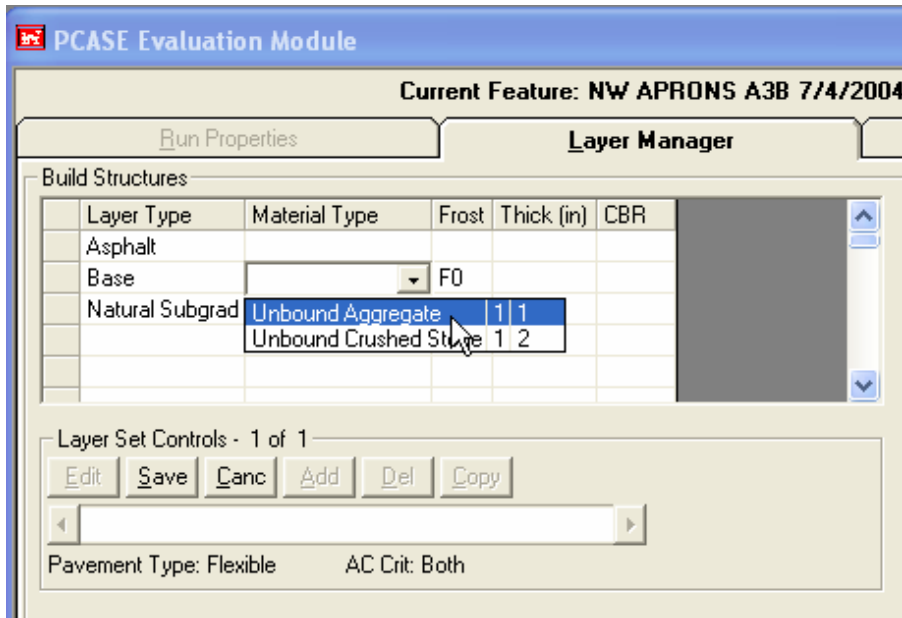 PCASE Evaluation Module
Current Feature: NW APRONS A3B 7/4/2004
Run Properties Layer Manager
Build Structures
Layer Type Material Type Frost Thick (in) CBR
Asphalt
Base F0
Natural Subgrad Unbound Aggregate 1 1
Unbound Crushed Stone 1 2
Layer Set Controls - 1 of 1
Edit Save Canc Add Del Copy
Pavement Type: Flexible AC Crit: Both